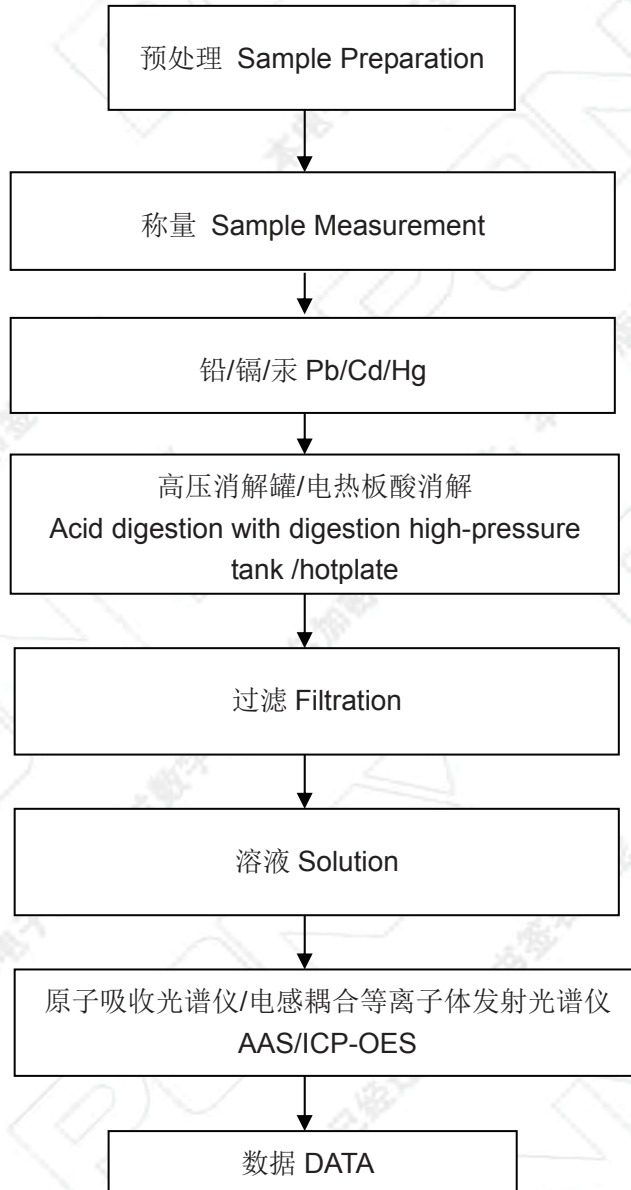 预处理 Sample Preparation
称量 Sample Measurement
铅/镉/汞 Pb/Cd/Hg
高压消解罐/电热板酸消解
Acid digestion with digestion high-pressure
tank /hotplate
过滤 Filtration
溶液 Solution
原子吸收光谱仪/电感耦合等离子体发射光谱仪
AAS/ICP-OES
数据 DATA